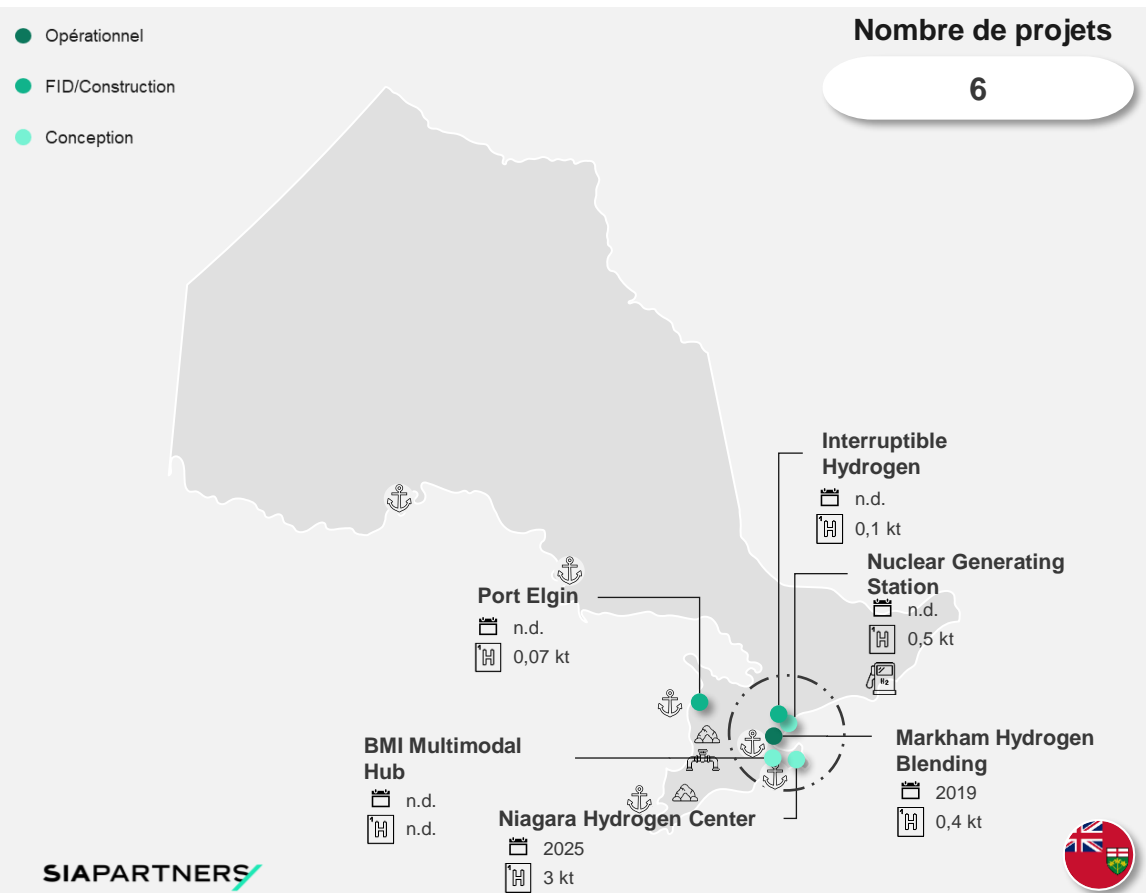 Opérationnel
FID/Construction
Conception
Nombre de projets
6
Interruptible
Hydrogen
n.d.
0,1 kt
Nuclear Generating
Station
n.d.
0,5 kt
H2
Port Elgin
n.d.
0,07 kt
BMI Multimodal
Hub
n.d.
n.d.
Niagara Hydrogen Center
2025
3 kt
Markham Hydrogen
Blending
2019
0,4 kt
SIAPARTNERS